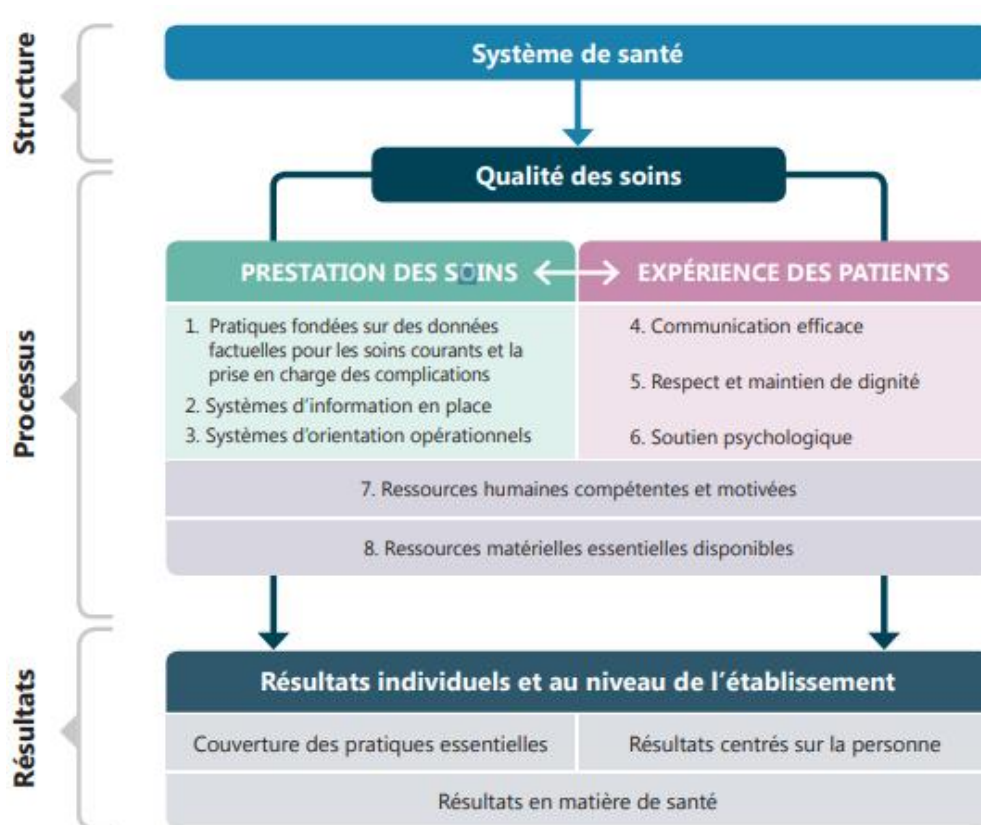 Structure
Système de santé
Qualité des soins
Processus
PRESTATION DES SOINS
EXPÉRIENCE DES PATIENTS
1. Pratiques fondées sur des données
factuelles pour les soins courants et la
prise en charge des complications
2. Systèmes d'information en place
3. Systèmes d'orientation opérationnels
4. Communication efficace
5. Respect et maintien de dignité
6. Soutien psychologique
7. Ressources humaines compétentes et motivées
8. Ressources matérielles essentielles disponibles
Résultats
Résultats individuels et au niveau de l'établissement
Couverture des pratiques essentielles
Résultats centrés sur la personne
Résultats en matière de santé